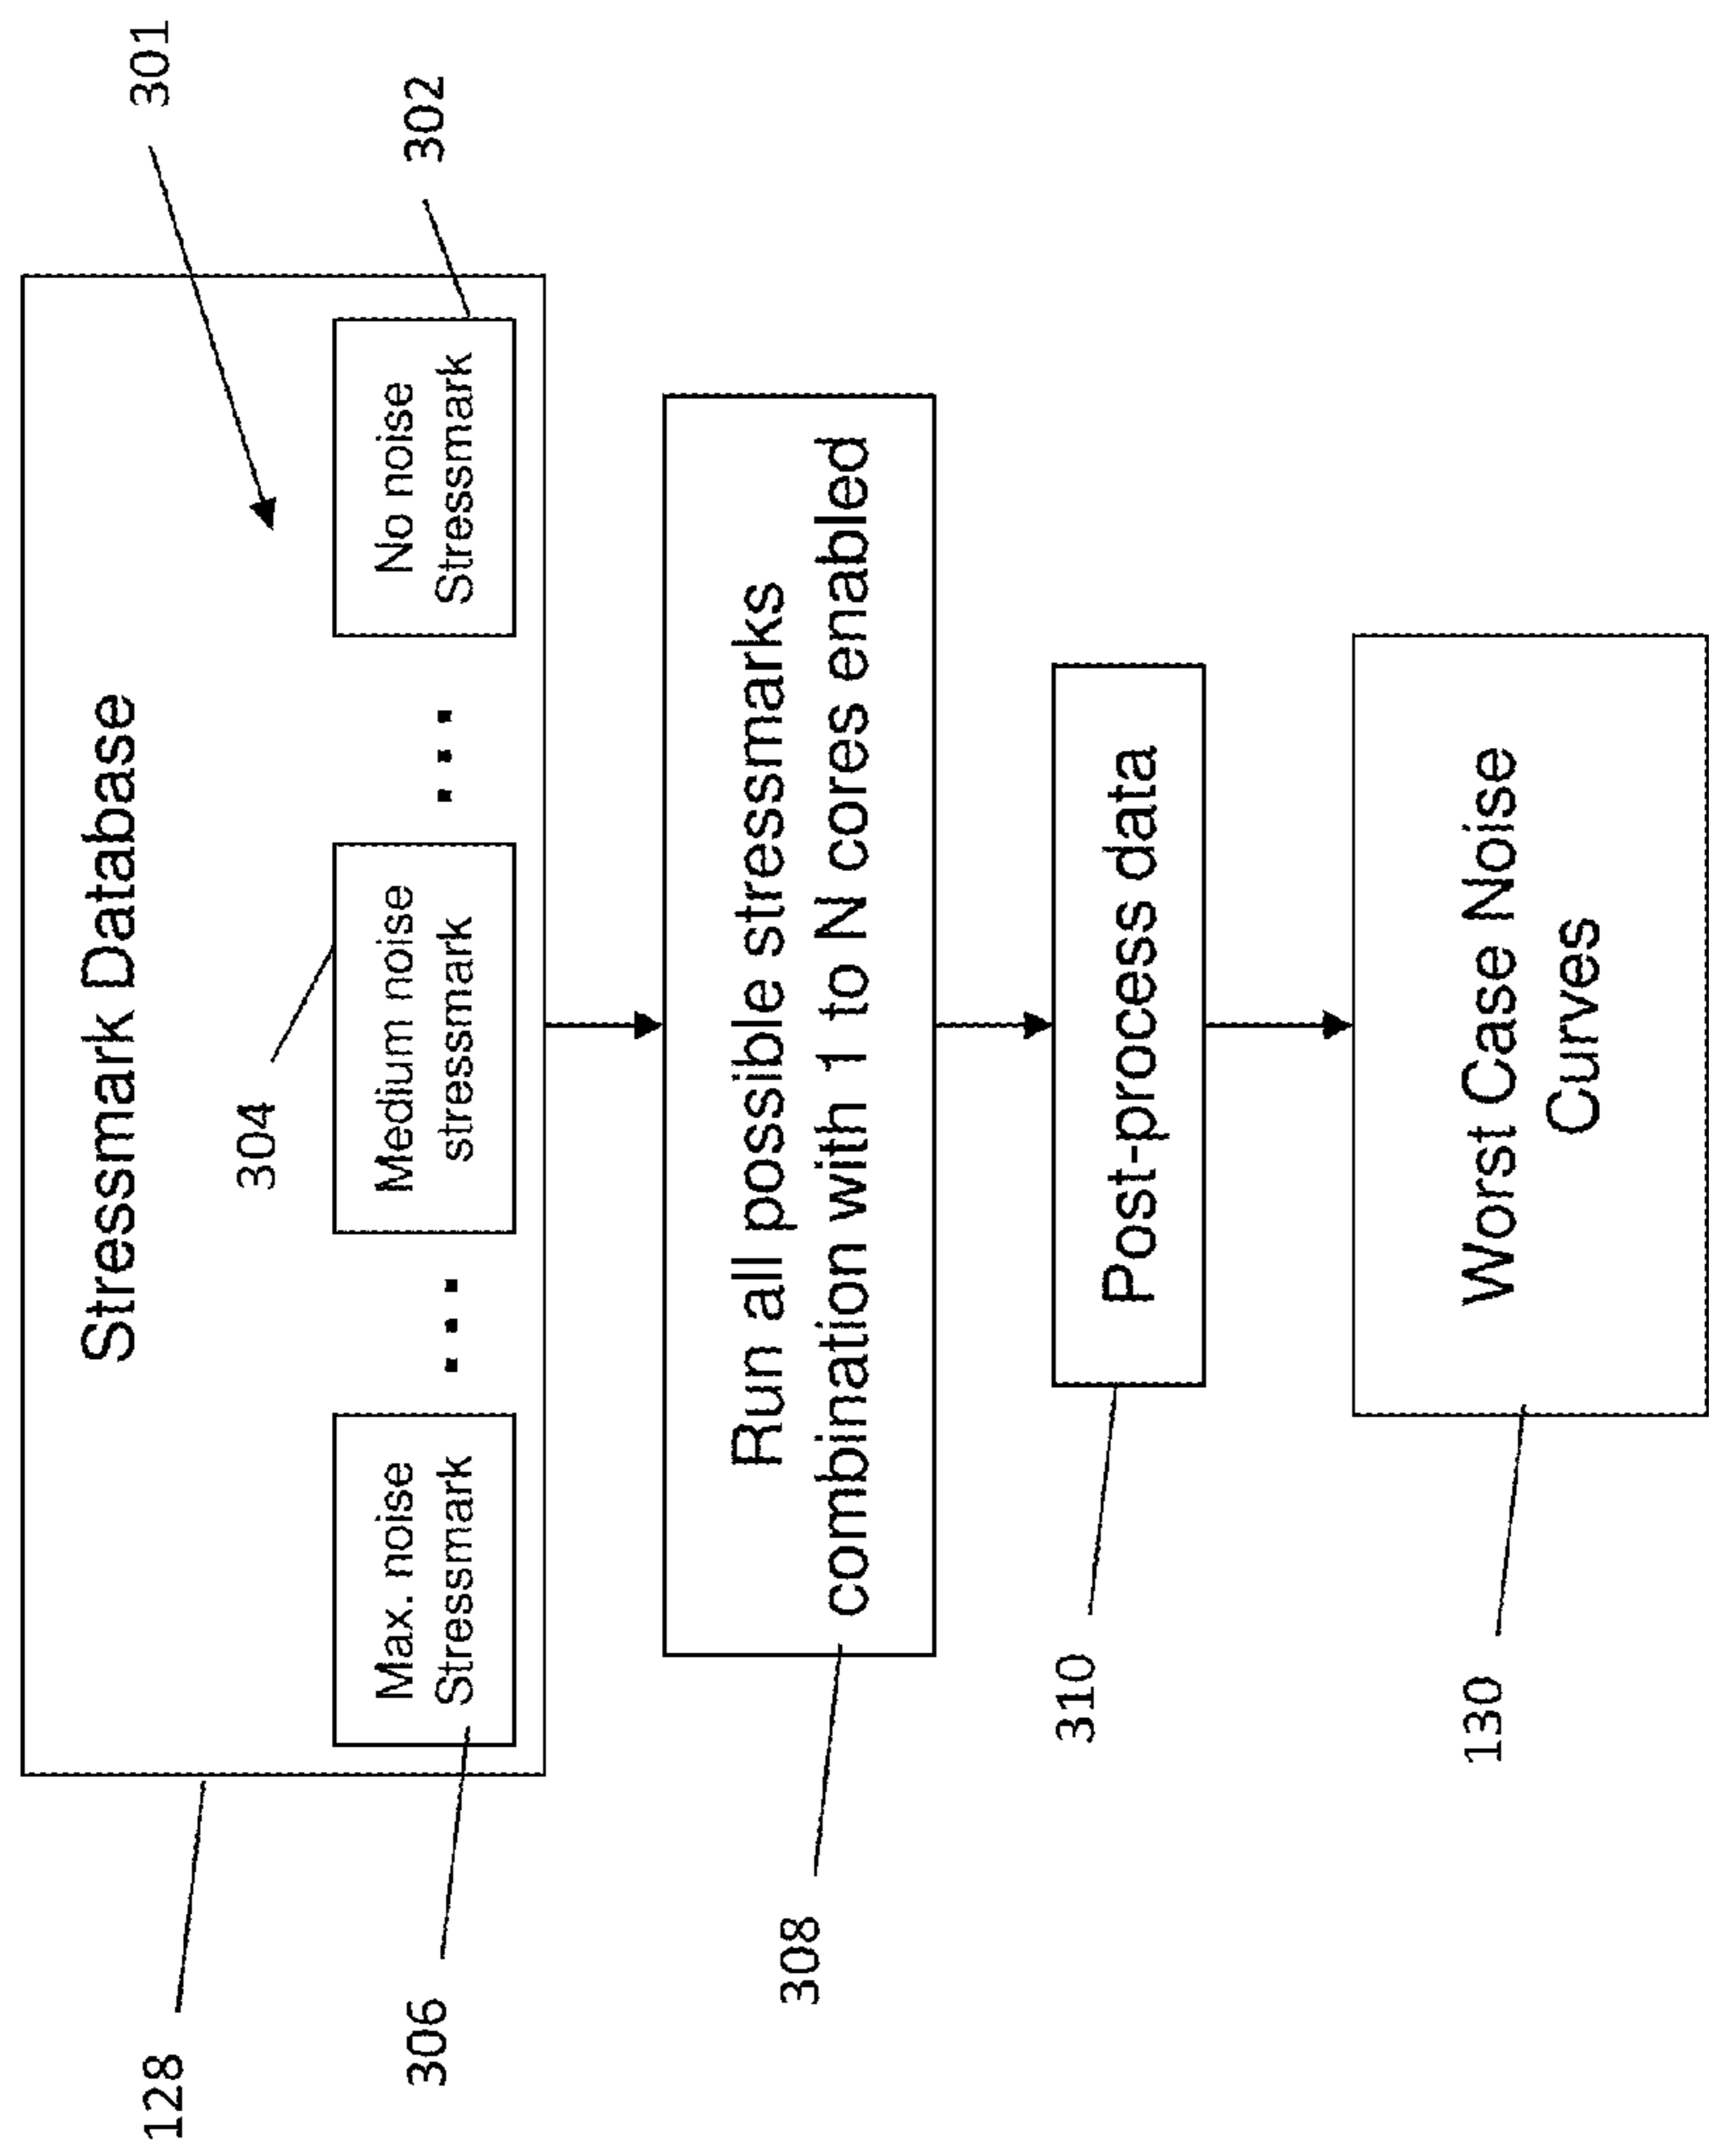 301
302
Stressmark Database
304
Max. noise
Stressmark
...
Medium noise
stressmark
...
No noise
Stressmark
128
306
Run all possible stressmarks
combination with 1 to N cores enabled
308
Post-process data
310
Worst Case Noise
Curves
130